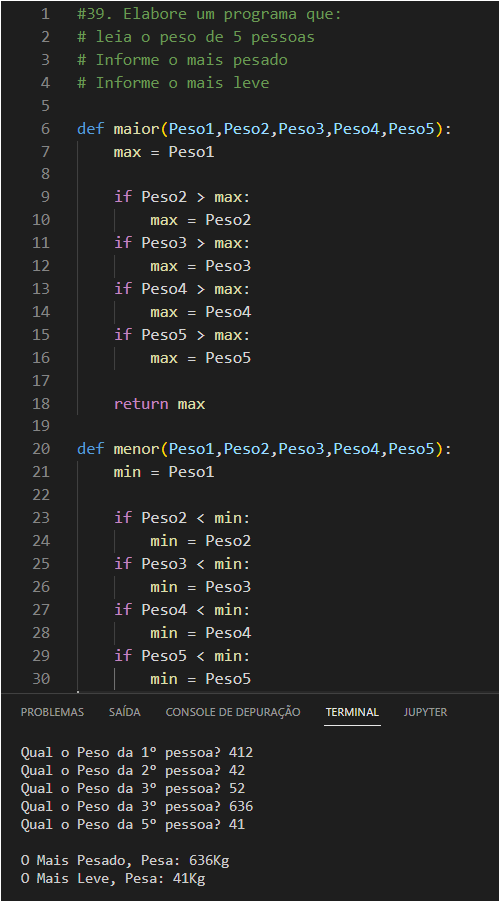 1 #39. Elabore um programa que:
2 # leia o peso de 5 pessoas
3 # Informe o mais pesado
4 # Informe o mais leve
5
6 def maior(Peso1,Peso2,Peso3,Peso4,Peso5):
7     max = Peso1
8
9     if Peso2 > max:
10         max = Peso2
11     if Peso3 > max:
12         max = Peso3
13     if Peso4 > max:
14         max = Peso4
15     if Peso5 > max:
16         max = Peso5
17
18     return max
19
20 def menor(Peso1,Peso2,Peso3,Peso4,Peso5):
21     min = Peso1
22
23     if Peso2 < min:
24         min = Peso2
25     if Peso3 < min:
26         min = Peso3
27     if Peso4 < min:
28         min = Peso4
29     if Peso5 < min:
30         min = Peso5
PROBLEMAS SAÍDA CONSOLE DE DEPURAÇÃO TERMINAL JUPYTER
Qual o Peso da 1º pessoa? 412
Qual o Peso da 2º pessoa? 42
Qual o Peso da 3º pessoa? 52
Qual o Peso da 3º pessoa? 636
Qual o Peso da 5º pessoa? 41
O Mais Pesado, Pesa: 636Kg
O Mais Leve, Pesa: 41Kg